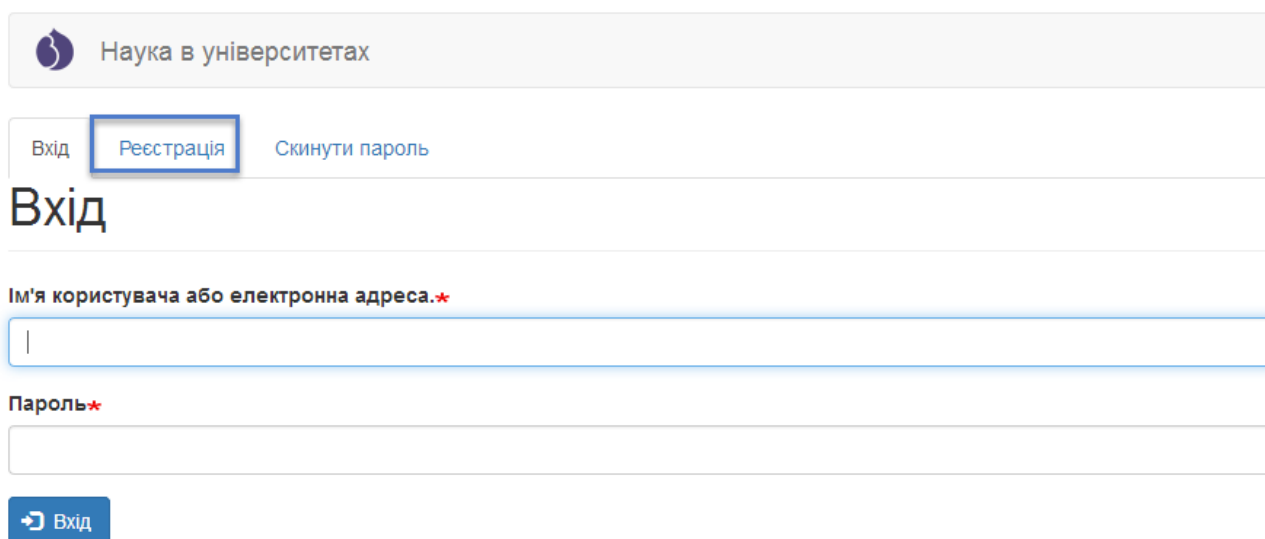 Наука в університетах
Вхід Реєстрація Скинути пароль
Вхід
Ім'я користувача або електронна адреса.*
Пароль*
Вхід